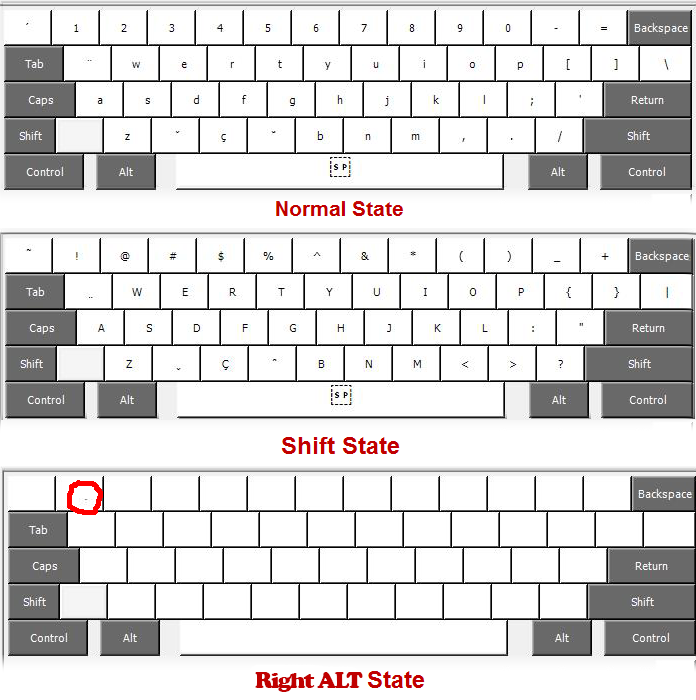 ´ 1 2 3 4 5 6 7 8 9 0 - = Backspace
Tab ¨ w e r t y u i o p [ ] \
Caps a s d f g h j k l ; ' Return
Shift z ˇ ç ˘ b n m , . / Shift
Control Alt SP Alt Control
Normal State
~ ! @ # $ % ^ & * ( ) _ + Backspace
Tab W E R T Y U I O P { } |
Caps A S D F G H J K L : " Return
Shift Z Ç ˆ B N M < > ? Shift
Control Alt SP Alt Control
Shift State
- Backspace
Tab
Caps Return
Shift Shift
Control Alt Alt Control
Right ALT State